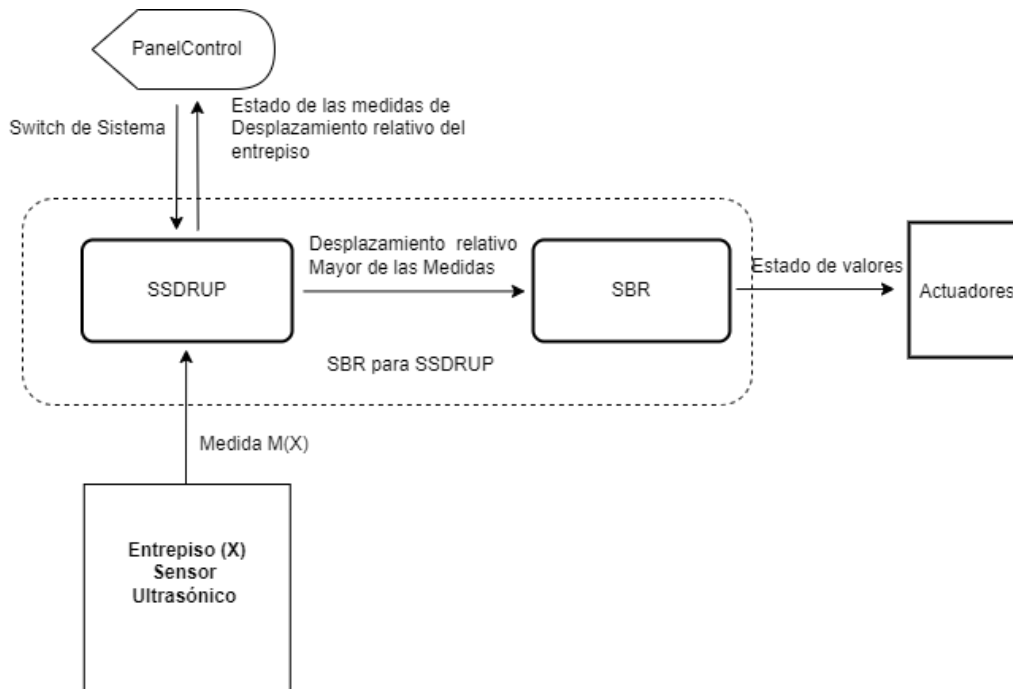 PanelControl
Switch de Sistema
Estado de las medidas de
Desplazamiento relativo del
entrepiso
SSDRUP
Desplazamiento relativo
Mayor de las Medidas
SBR
Estado de valores
Actuadores
SBR para SSDRUP
Medida M(X)
Entrepiso (X)
Sensor
Ultrasónico